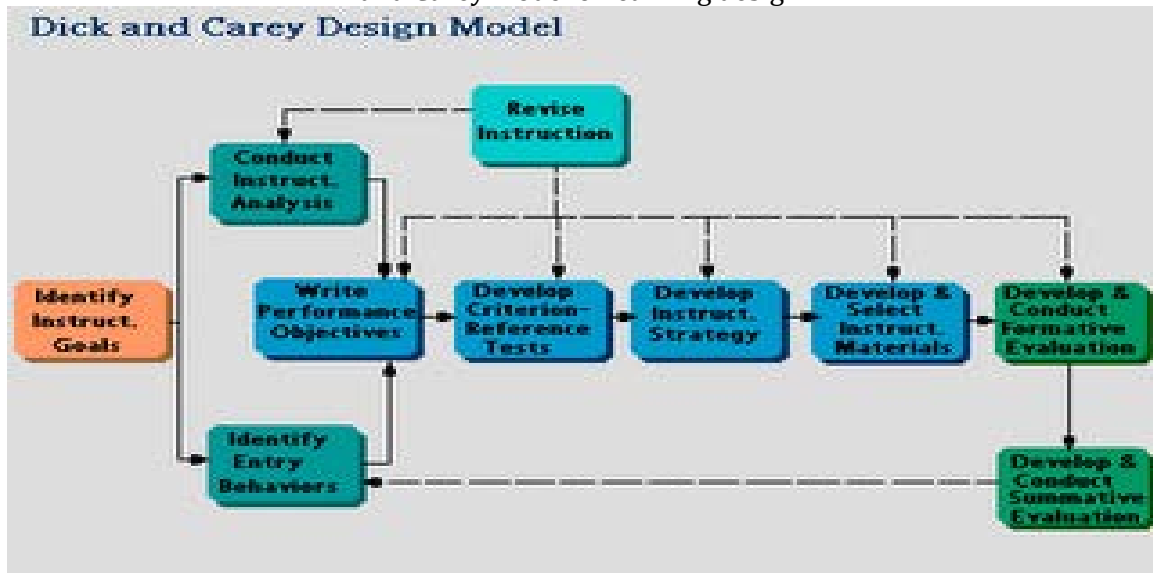 Dick and Carey Design Model
Revise
Instruction
Conduct
Instruct.
Analysis
Identify
Instruct.
Goals
Write
Performance
Objectives
Develop
Criterion-
Reference
Tests
Develop
Instruct.
Strategy
Develop &
Select
Instruct.
Materials
Develop &
Conduct
Formative
Evaluation
Identify
Entry
Behaviors
Develop &
Conduct
Summative
Evaluation